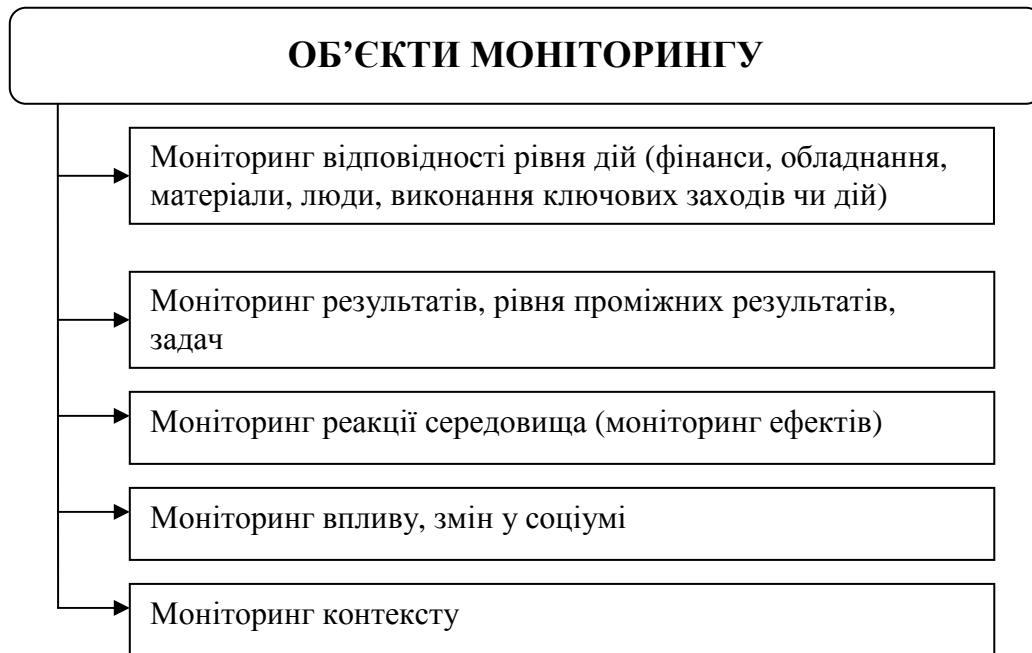 ОБ’ЄКТИ МОНІТОРИНГУ
Моніторинг відповідності рівня дій (фінанси, обладнання,
матеріали, люди, виконання ключових заходів чи дій)
Моніторинг результатів, рівня проміжних результатів,
задач
Моніторинг реакції середовища (моніторинг ефектів)
Моніторинг впливу, змін у соціумі
Моніторинг контексту